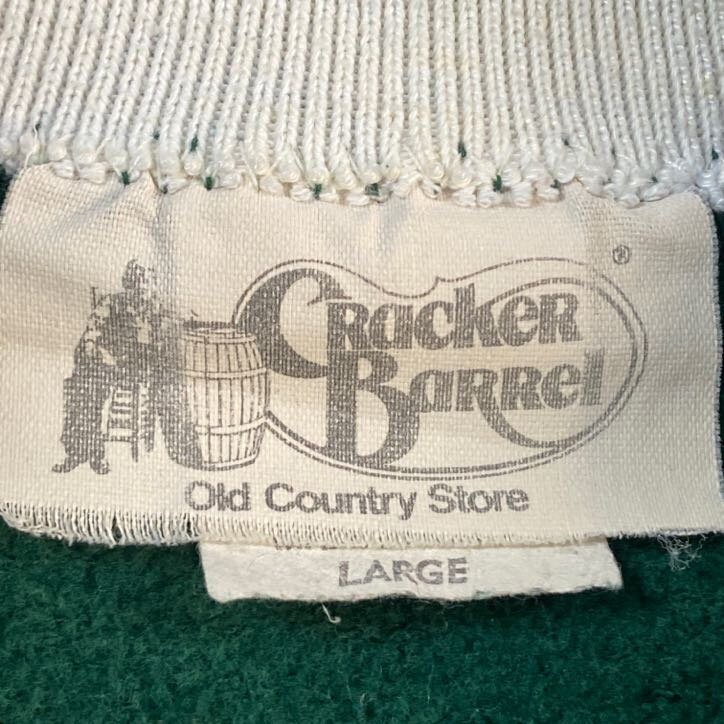 Cracker
Barrel
®
Old Country Store
LARGE